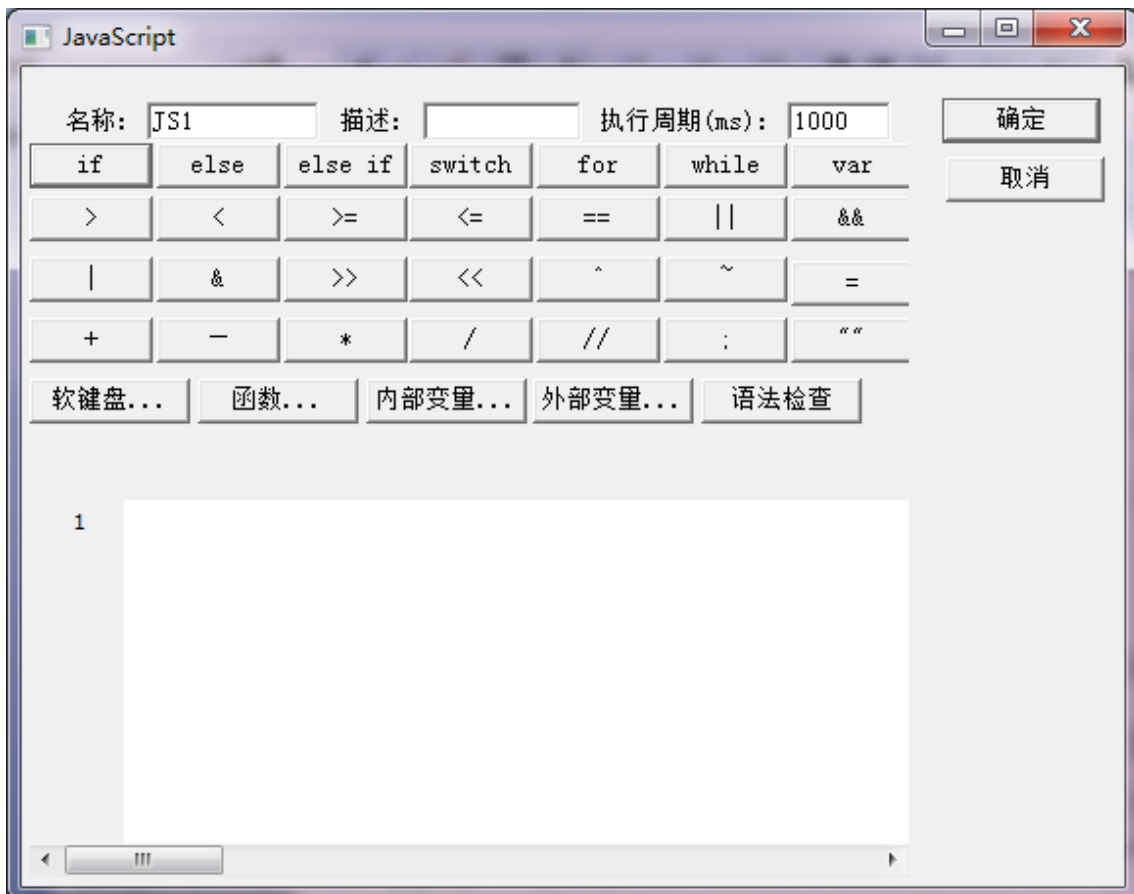 JavaScript
名称: JS1 描述: 执行周期(ms): 1000 确定
if else else if switch for while var 取消
> < >= <= == || &&
| & >> << ^ ~ =
+ — * / // ; ""
软键盘... 函数... 内部变量... 外部变量... 语法检查
1